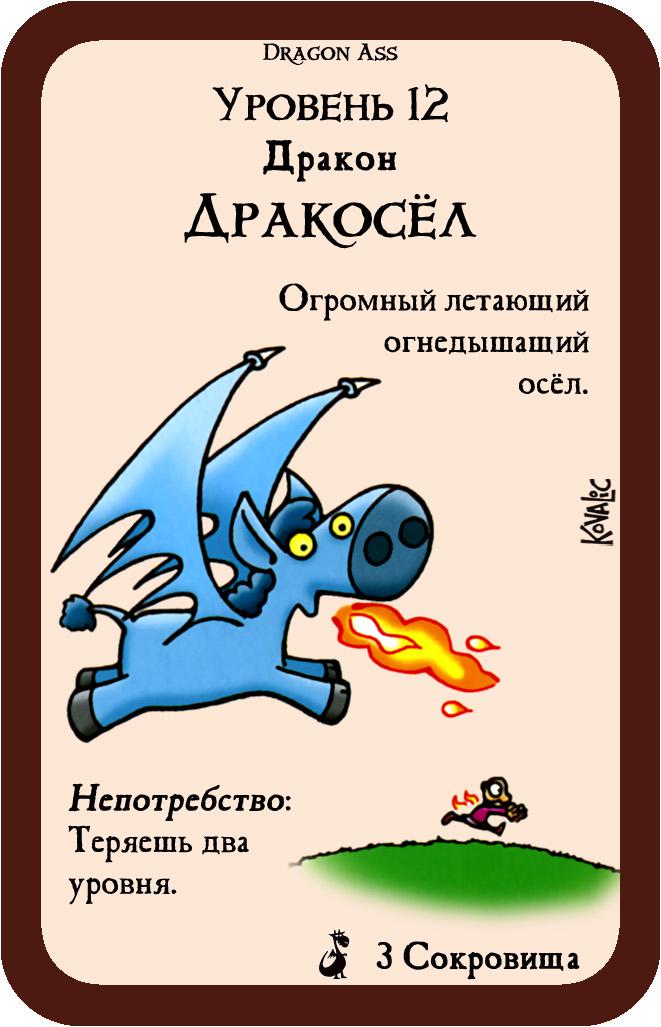 Dragon Ass
Уровень 12
Дракон
Дракосёл
Огромный летающий
огнедышащий
осёл.
Kovalic
Непотребство:
Теряешь два
уровня.
3 Сокровища